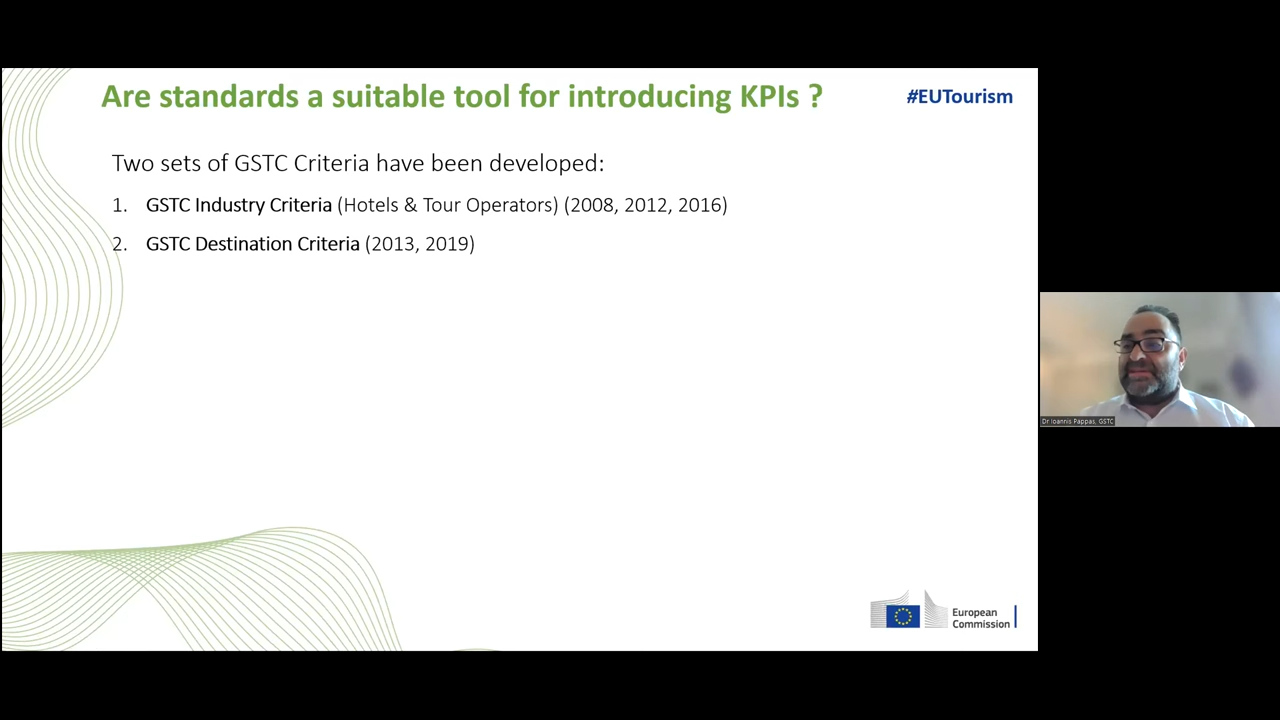 Are standards a suitable tool for introducing KPIs ?
#EUTourism
Two sets of GSTC Criteria have been developed:
1. GSTC Industry Criteria (Hotels & Tour Operators) (2008, 2012, 2016)
2. GSTC Destination Criteria (2013, 2019)
Dr Ioannis Pappas, GSTC
European
Commission